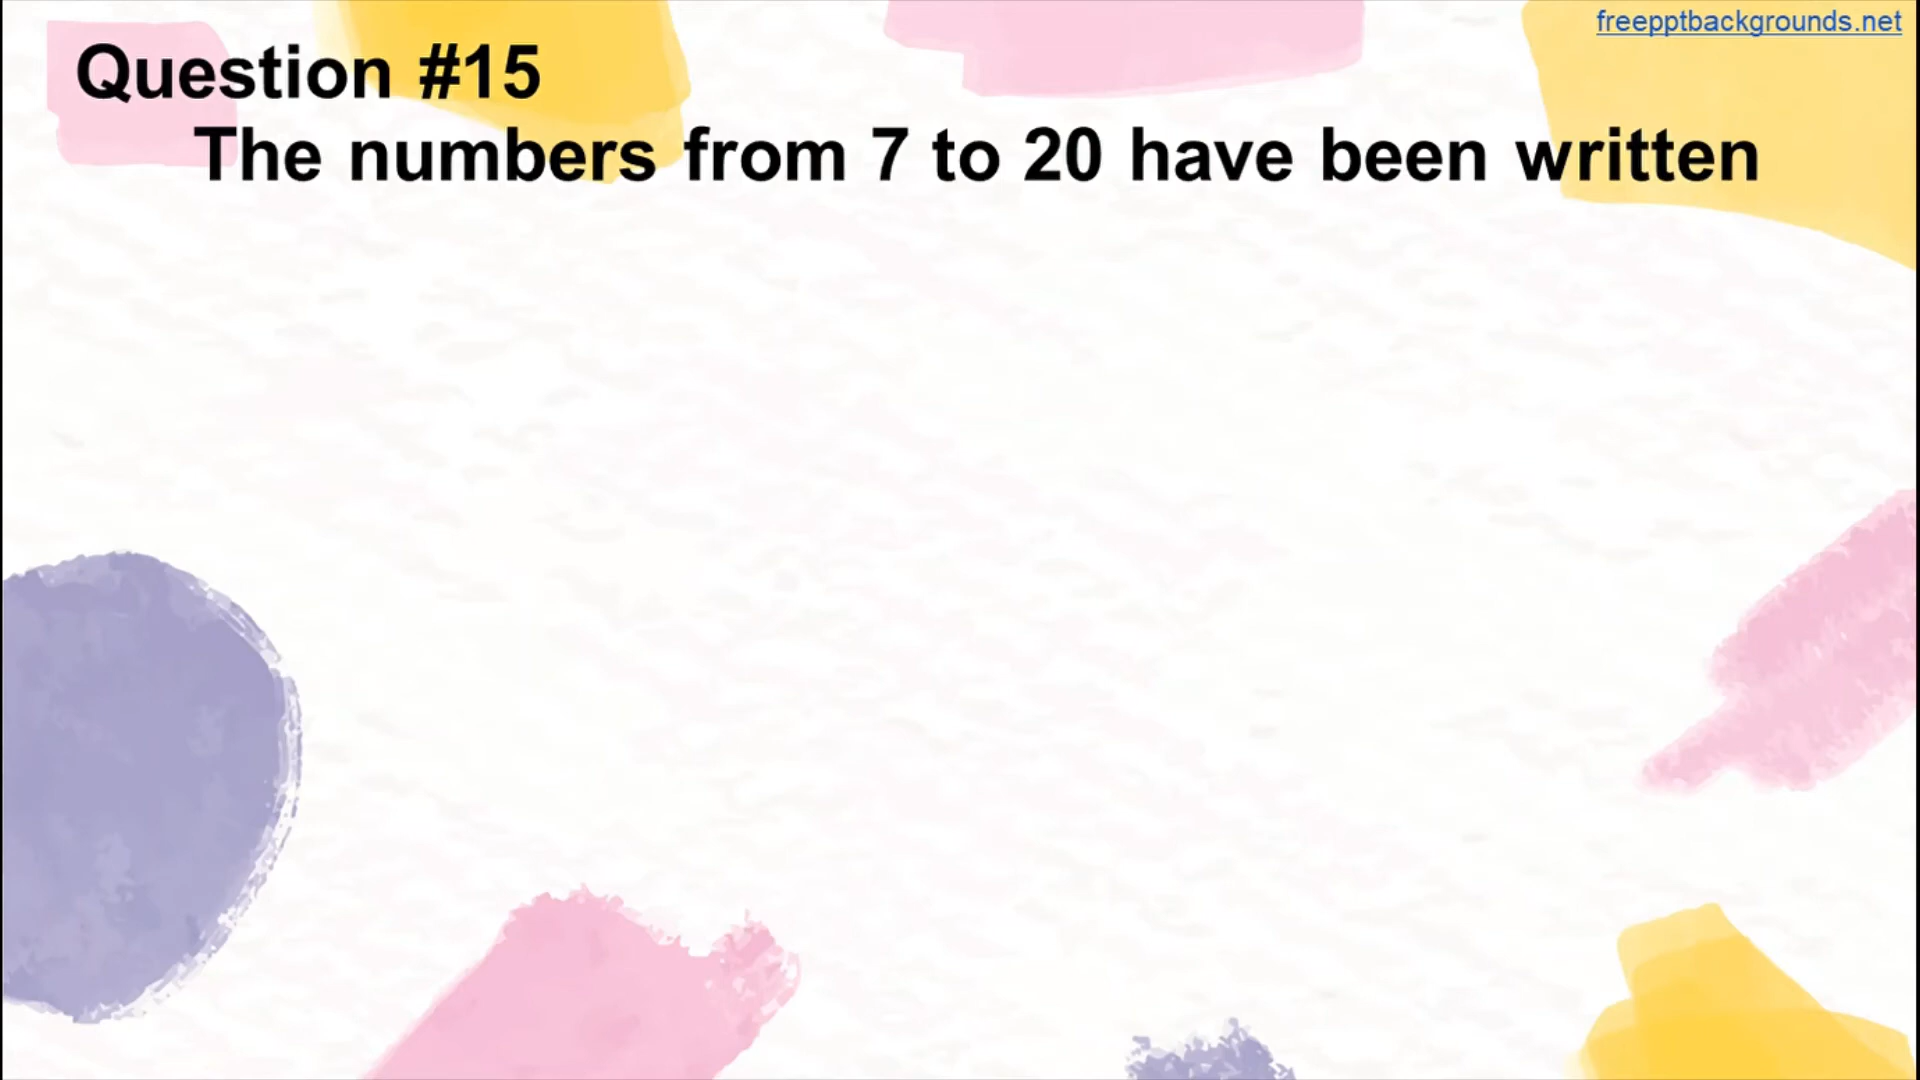 freepptbackgrounds.net
Question #15
The numbers from 7 to 20 have been written